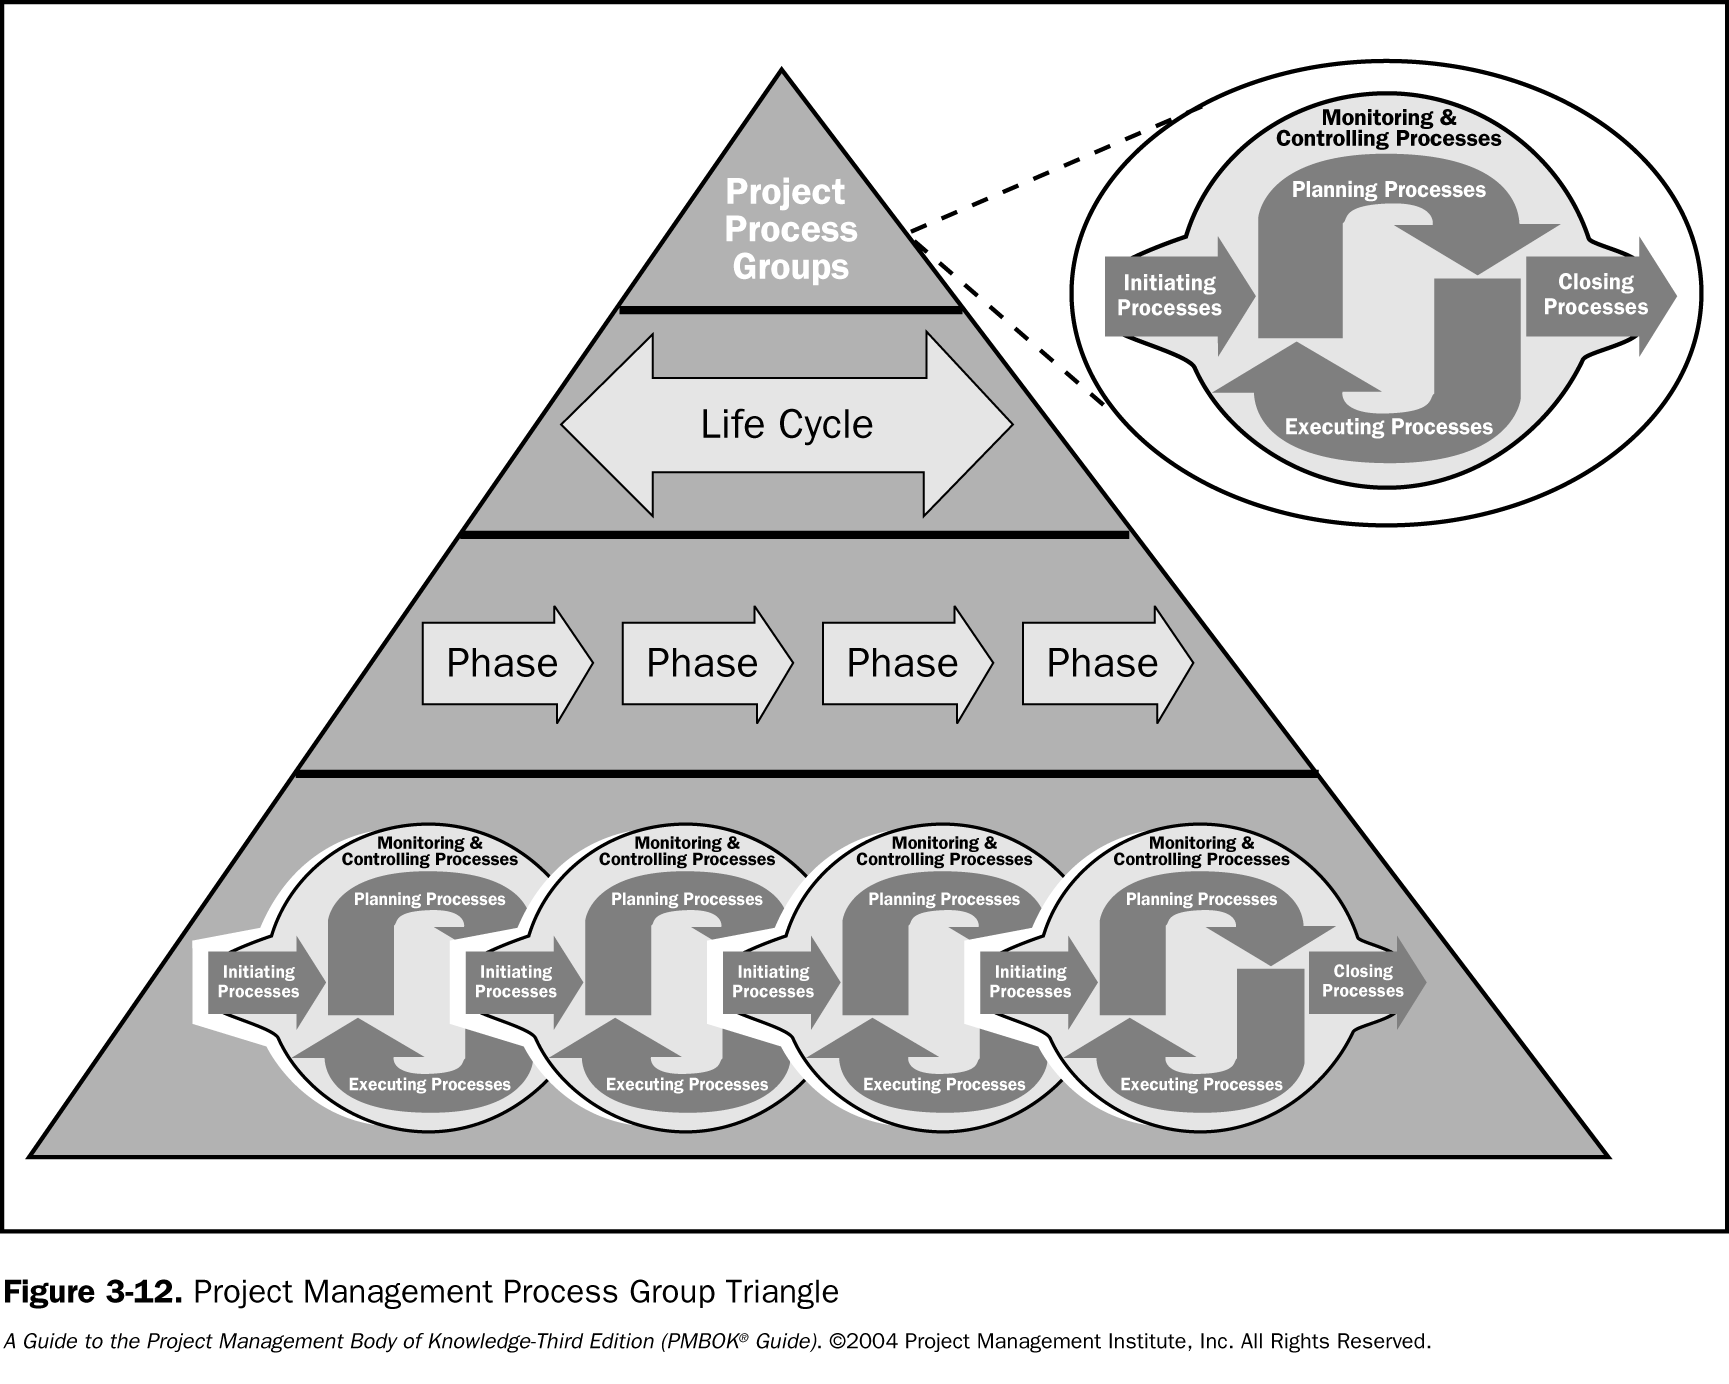 Project
Process
Groups
Monitoring &
Controlling Processes
Planning Processes
Initiating
Processes
Closing
Processes
Executing Processes
Life Cycle
Phase
Phase
Phase
Phase
Monitoring &
Controlling Processes
Planning Processes
Initiating
Processes
Executing Processes
Monitoring &
Controlling Processes
Planning Processes
Initiating
Processes
Executing Processes
Monitoring &
Controlling Processes
Planning Processes
Initiating
Processes
Executing Processes
Monitoring &
Controlling Processes
Planning Processes
Initiating
Processes
Closing
Processes
Executing Processes
Figure 3-12. Project Management Process Group Triangle
A Guide to the Project Management Body of Knowledge-Third Edition (PMBOK® Guide). ©2004 Project Management Institute, Inc. All Rights Reserved.